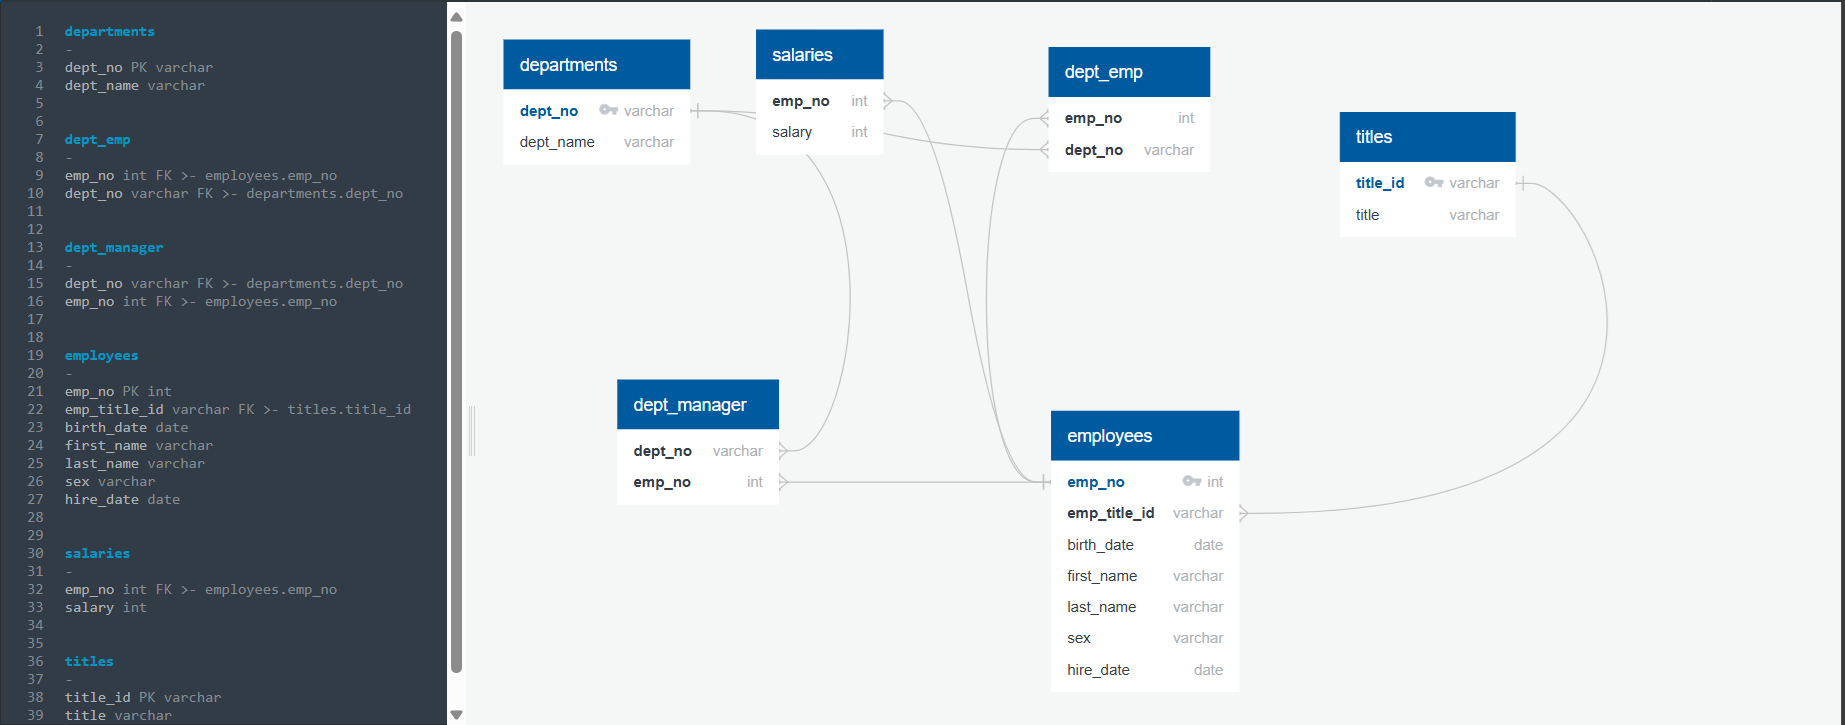 1 departments
2 -
3 dept_no PK varchar
4 dept_name varchar
5
6
7 dept_emp
8 -
9 emp_no int FK >- employees.emp_no
10 dept_no varchar FK >- departments.dept_no
11
12
13 dept_manager
14 -
15 dept_no varchar FK >- departments.dept_no
16 emp_no int FK >- employees.emp_no
17
18
19 employees
20 -
21 emp_no PK int
22 emp_title_id varchar FK >- titles.title_id
23 birth_date date
24 first_name varchar
25 last_name varchar
26 sex varchar
27 hire_date date
28
29
30 salaries
31 -
32 emp_no int FK >- employees.emp_no
33 salary int
34
35
36 titles
37 -
38 title_id PK varchar
39 title varchar
departments
dept_no varchar
dept_name varchar
salaries
emp_no int
salary int
dept_emp
emp_no int
dept_no varchar
titles
title_id varchar
title varchar
dept_manager
dept_no varchar
emp_no int
employees
emp_no int
emp_title_id varchar
birth_date date
first_name varchar
last_name varchar
sex varchar
hire_date date